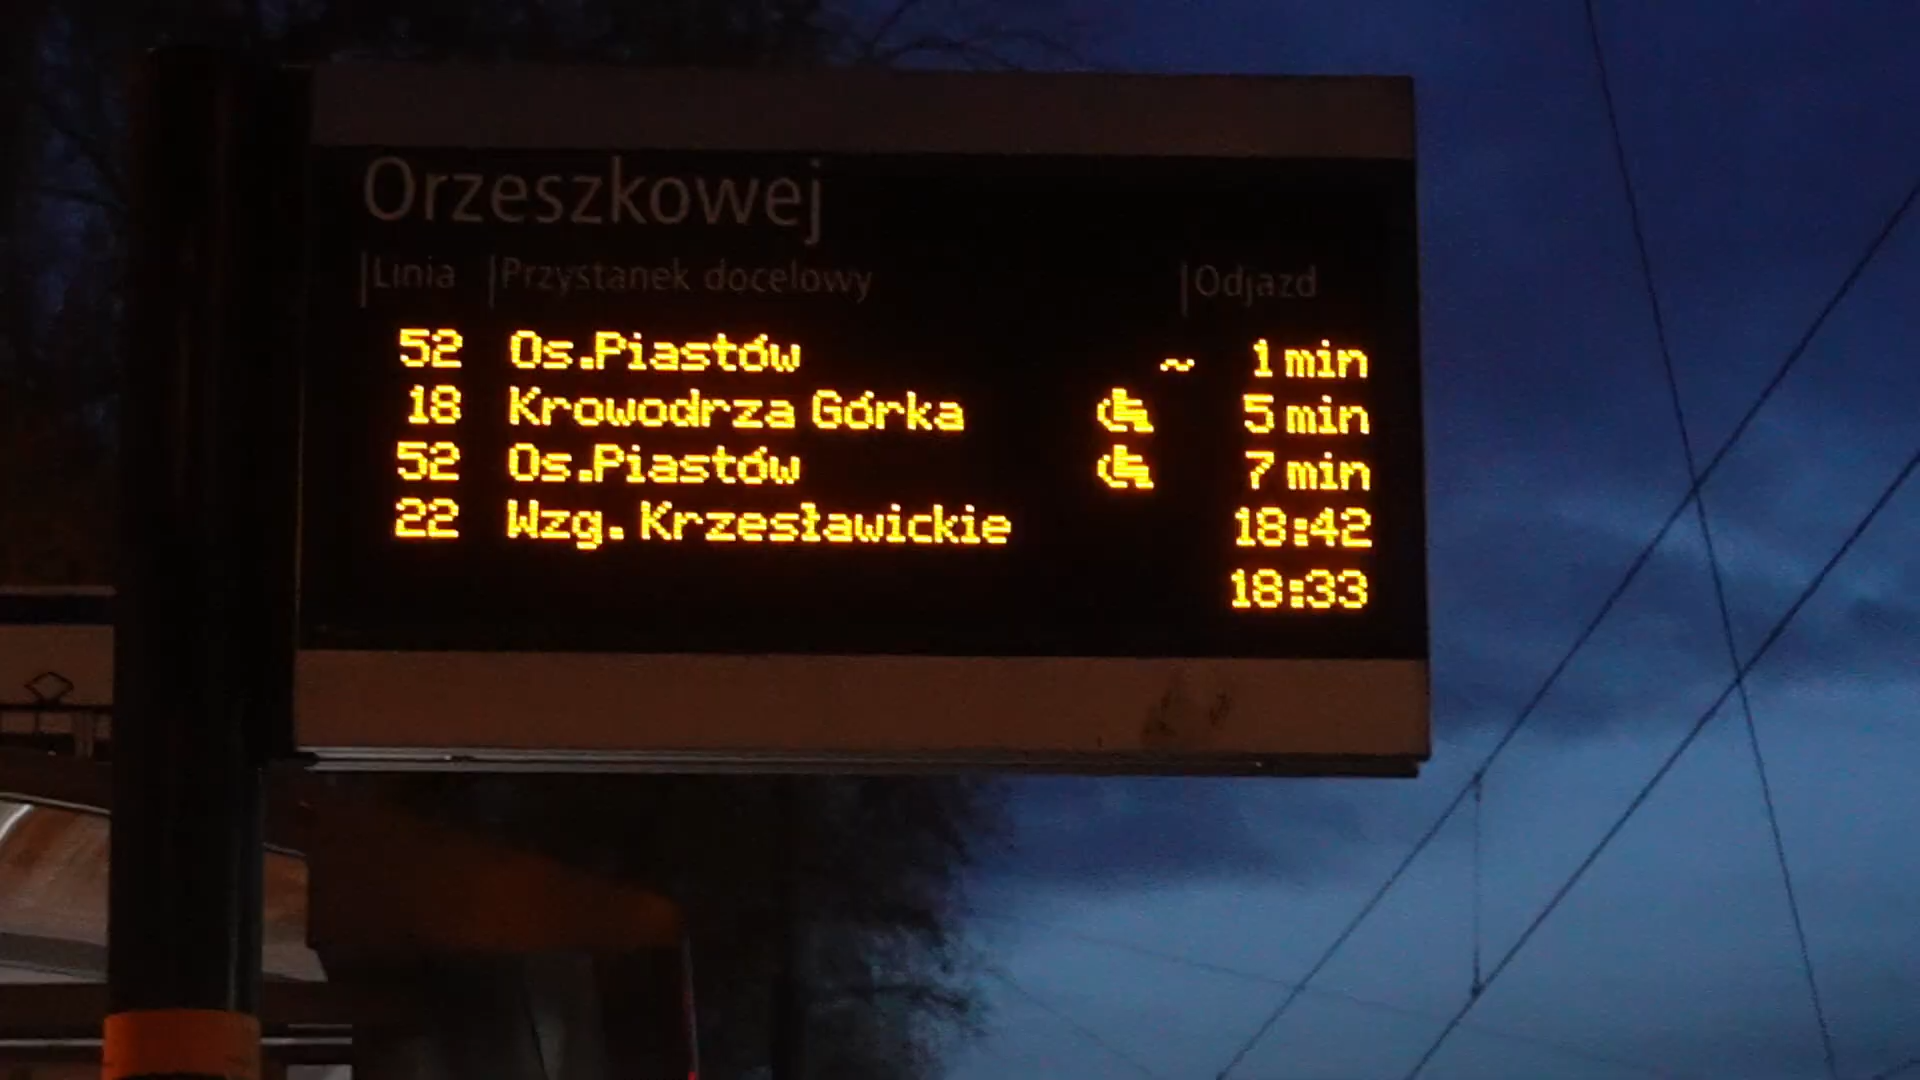 Orzeszkowej
Linia Przystanek docelowy Odjazd
52 Os.Piastów ~ 1 min
18 Krowodrza Górka ♿ 5 min
52 Os.Piastów ♿ 7 min
22 Wzg. Krzesławickie 18:42
18:33